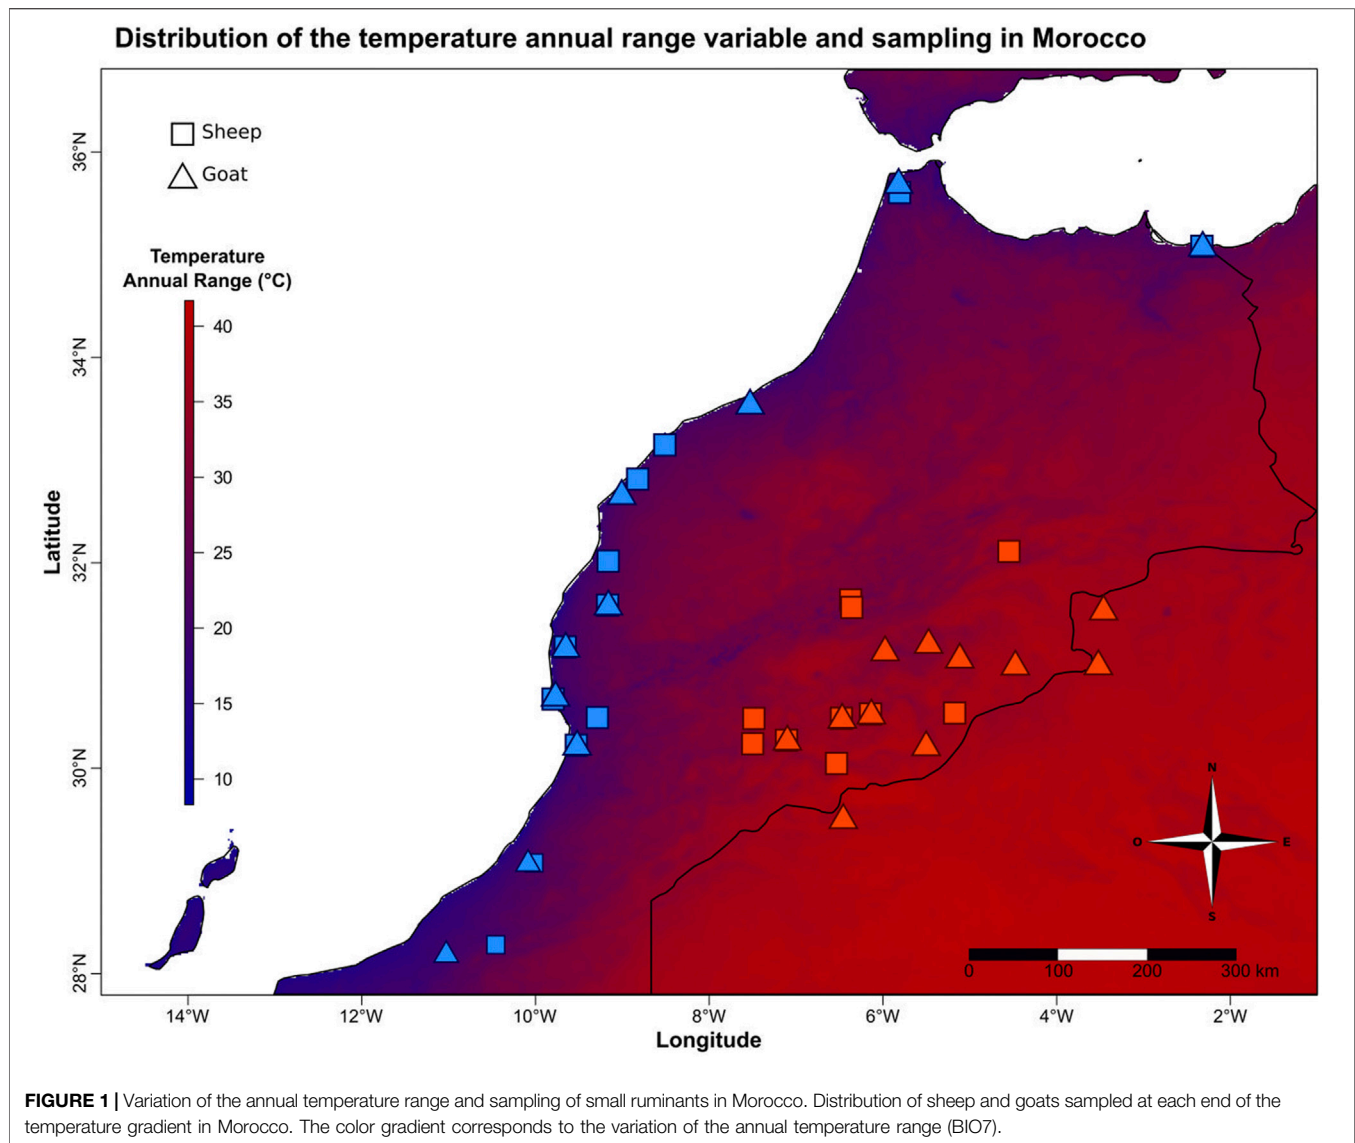 Distribution of the temperature annual range variable and sampling in Morocco
Sheep
Goat
Temperature
Annual Range (°C)
40
35
30
25
20
15
10
36°N
34°N
32°N
30°N
28°N
Latitude
14°W 12°W 10°W 8°W 6°W 4°W 2°W
Longitude
N
O E
S
0 100 200 300 km
FIGURE 1 | Variation of the annual temperature range and sampling of small ruminants in Morocco. Distribution of sheep and goats sampled at each end of the
temperature gradient in Morocco. The color gradient corresponds to the variation of the annual temperature range (BIO7).